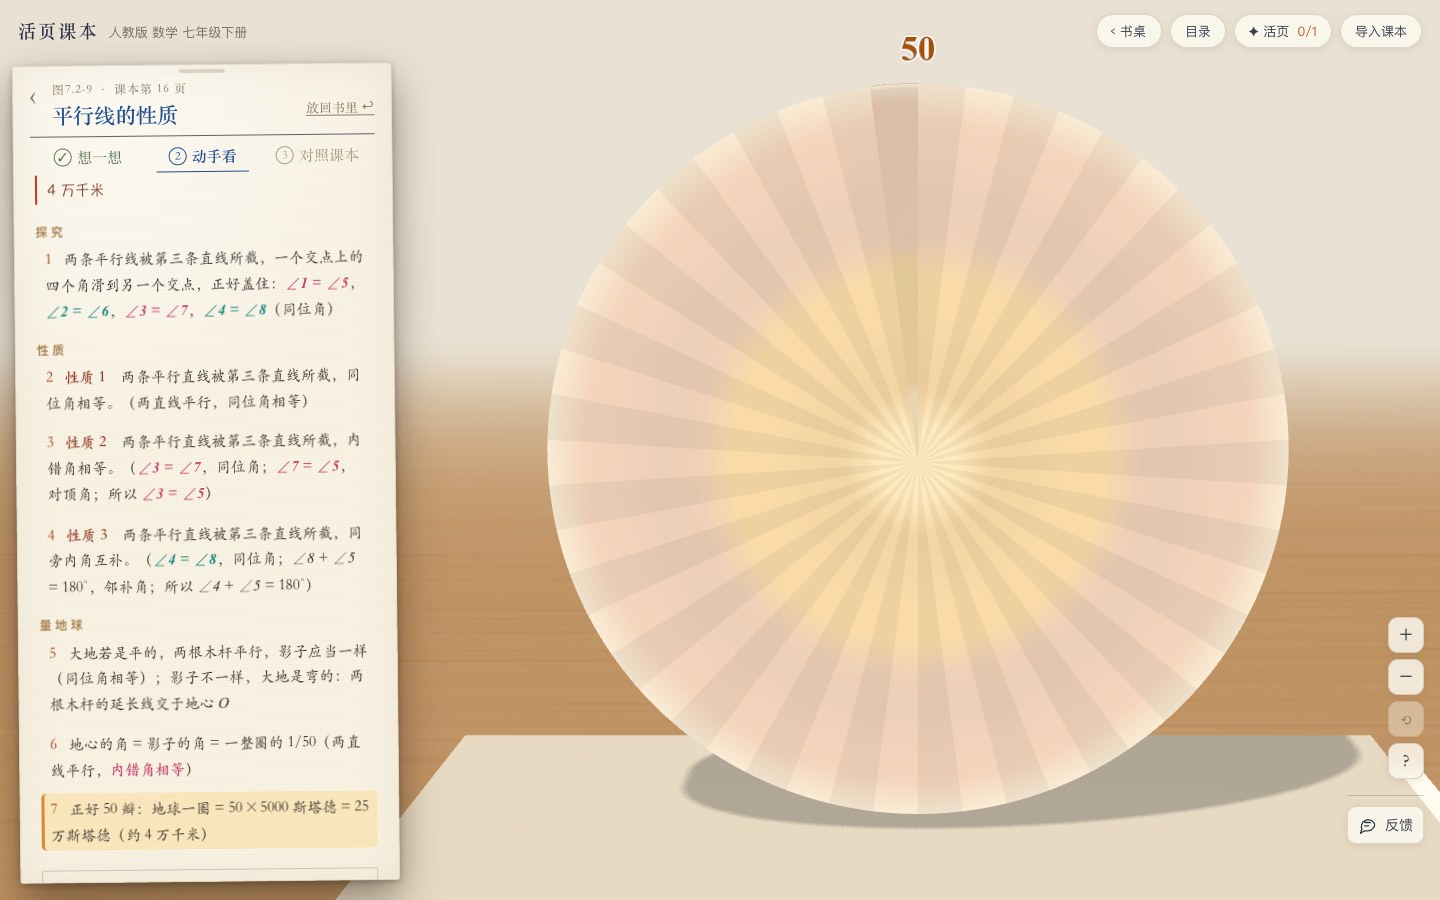 活页课本 人教版 数学 七年级下册
‹ 书桌 目录 ✦ 活页 0/1 导入课本
50
图7.2-9 · 课本第 16 页
平行线的性质
放回书里 ↩
✓ 想一想 2 动手看 3 对照课本
4 万千米
探究
1 两条平行线被第三条直线所截，一个交点上的
四个角滑到另一个交点，正好盖住：∠1 = ∠5，
∠2 = ∠6，∠3 = ∠7，∠4 = ∠8（同位角）
性质
2 性质 1 两条平行直线被第三条直线所截，同
位角相等。（两直线平行，同位角相等）
3 性质 2 两条平行直线被第三条直线所截，内
错角相等。（∠3 = ∠7，同位角；∠7 = ∠5，
对顶角；所以 ∠3 = ∠5）
4 性质 3 两条平行直线被第三条直线所截，同
旁内角互补。（∠4 = ∠8，同位角；∠8 + ∠5
= 180°，邻补角；所以 ∠4 + ∠5 = 180°）
量地球
5 大地若是平的，两根木杆平行，影子应当一样
（同位角相等）；影子不一样，大地是弯的：两
根木杆的延长线交于地心 O
6 地心的角 = 影子的角 = 一整圈的 1/50（两直
线平行，内错角相等）
7 正好 50 瓣：地球一圈 = 50 × 5000 斯塔德 = 25
万斯塔德（约 4 万千米）
+
−
?
反馈